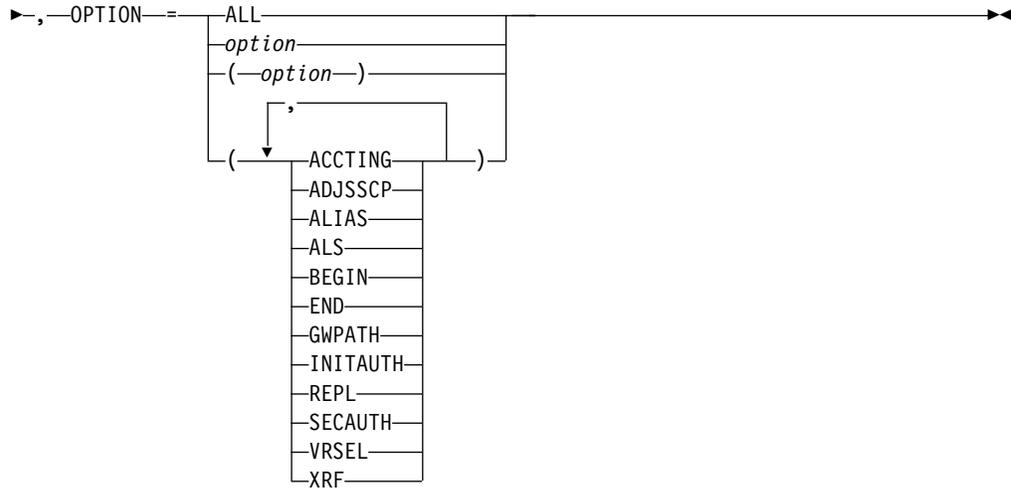 , OPTION = ALL
option
( option )
,
( ACCTING )
ADJSSCP
ALIAS
ALS
BEGIN
END
GWPATH
INITAUTH
REPL
SECAUTH
VRSEL
XRF